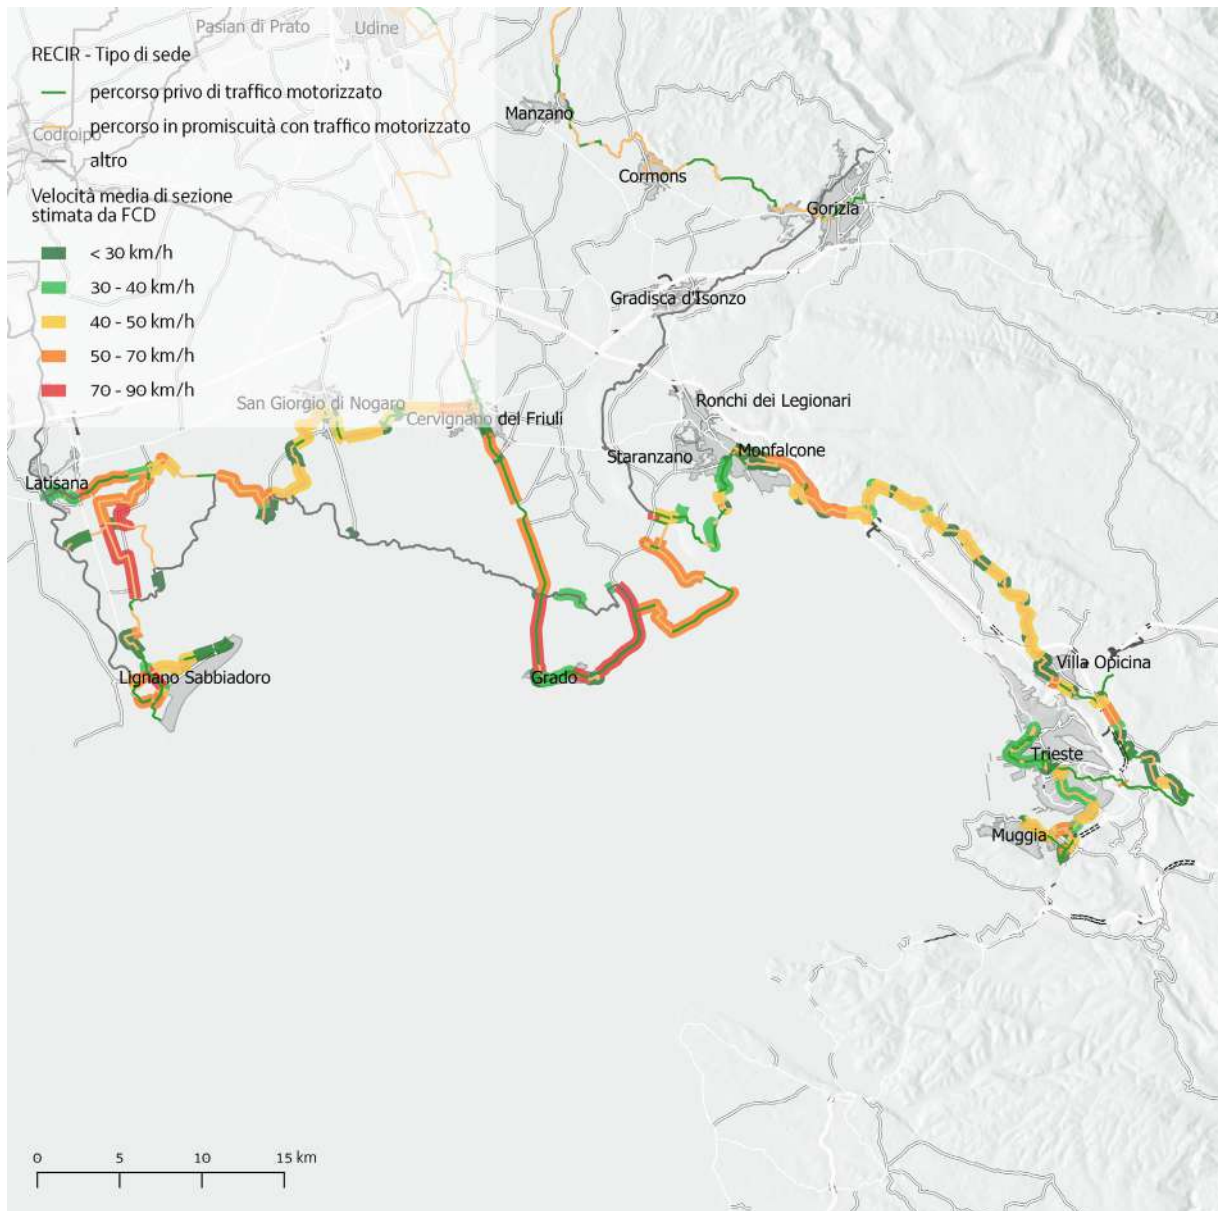 Pasian di Prato
Udine
RECIR - Tipo di sede
percorso privo di traffico motorizzato
percorso in promiscuità con traffico motorizzato
Codroipo
altro
Velocità media di sezione
stimata da FCD
< 30 km/h
30 - 40 km/h
40 - 50 km/h
50 - 70 km/h
70 - 90 km/h
Manzano
Cormons
Gorizia
Gradisca d'Isonzo
San Giorgio di Nogaro
Cervignano del Friuli
Ronchi dei Legionari
Staranzano
Monfalcone
Latisana
Lignano Sabbiadoro
Grado
Villa Opicina
Trieste
Muggia
0 5 10 15 km